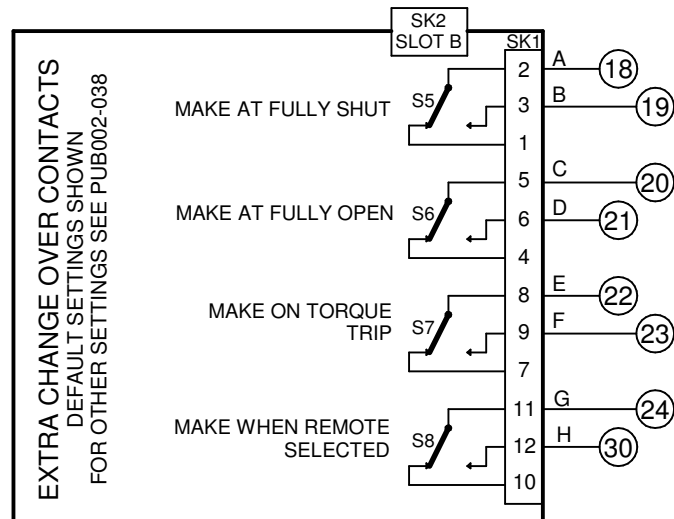 SK2
SLOT B
SK1
EXTRA CHANGE OVER CONTACTS
DEFAULT SETTINGS SHOWN
FOR OTHER SETTINGS SEE PUB002-038
2 A 18
MAKE AT FULLY SHUT S5 3 B 19
1
5 C 20
MAKE AT FULLY OPEN S6 6 D 21
4
8 E 22
MAKE ON TORQUE
TRIP S7 9 F 23
7
11 G 24
MAKE WHEN REMOTE
SELECTED S8 12 H 30
10